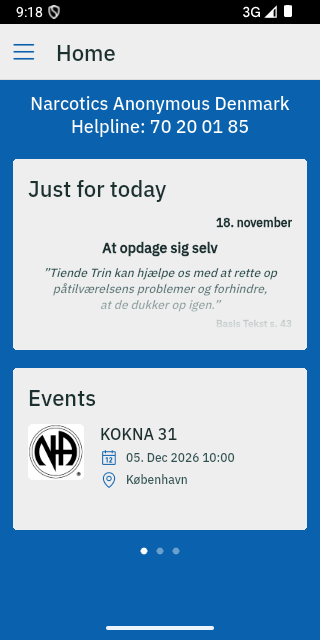 9:18
3G
Home
Narcotics Anonymous Denmark
Helpline: 70 20 01 85
Just for today
18. november
At opdage sig selv
”Tiende Trin kan hjælpe os med at rette op
påtilværelsens problemer og forhindre,
at de dukker op igen.”
Basis Tekst s. 43
Events
NA
KOKNA 31
12
05. Dec 2026 10:00
København